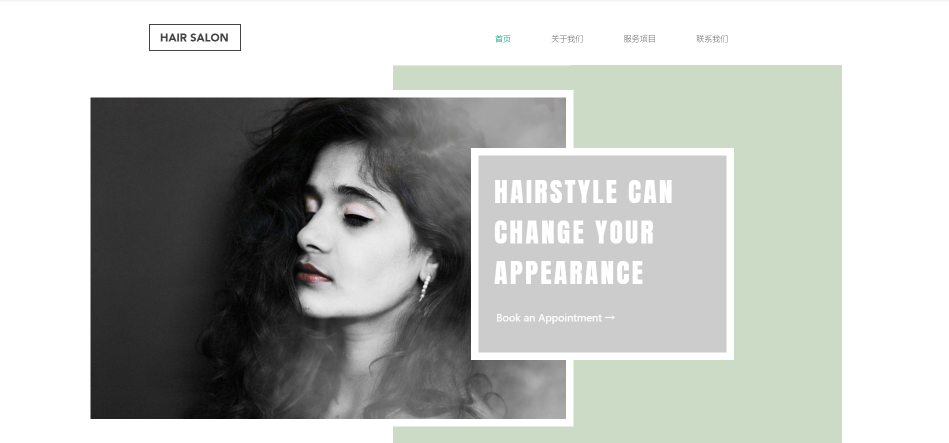 HAIR SALON
首页 关于我们 服务项目 联系我们
HAIRSTYLE CAN
CHANGE YOUR
APPEARANCE
Book an Appointment →